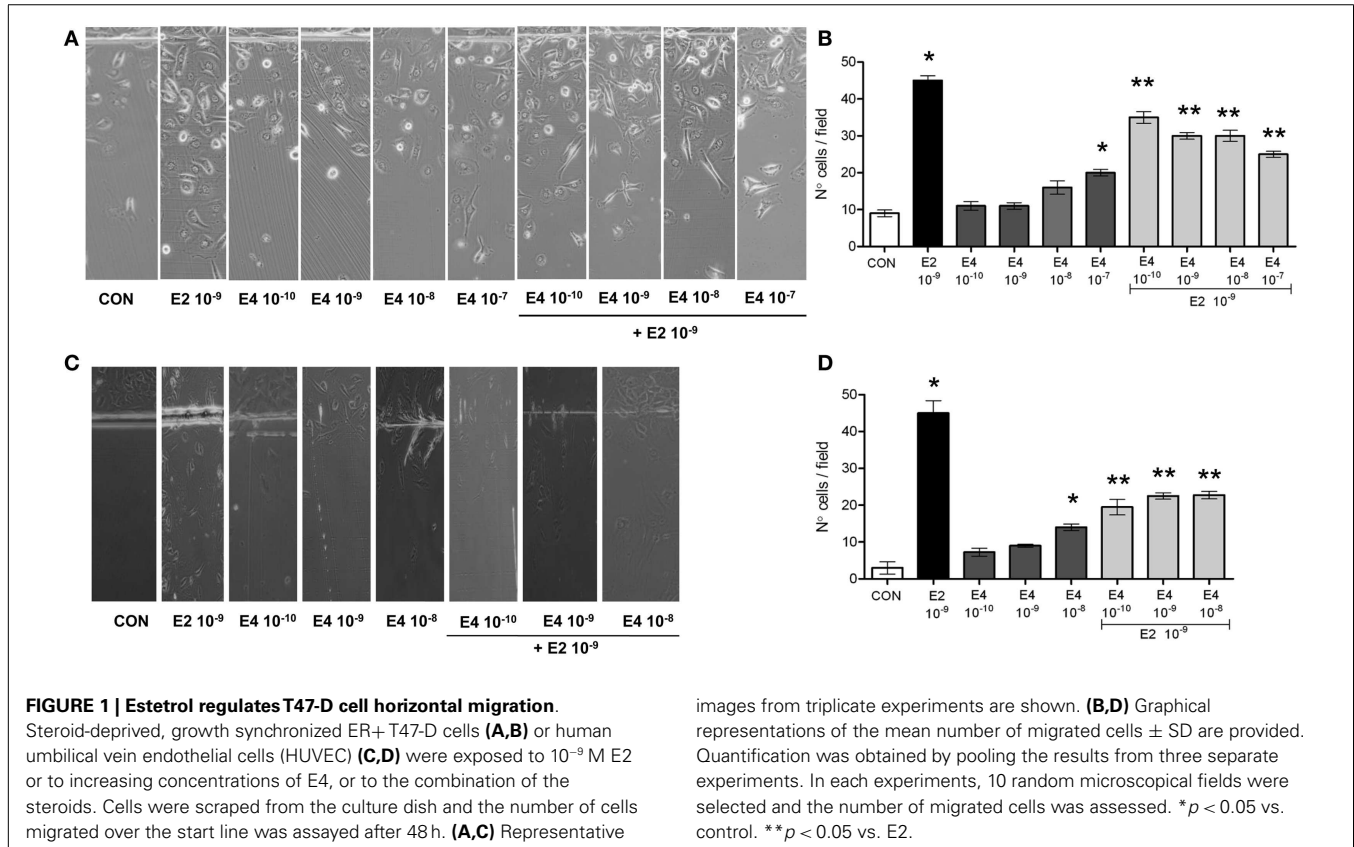 A
CON E2 10⁻⁹ E4 10⁻¹⁰ E4 10⁻⁹ E4 10⁻⁸ E4 10⁻⁷ E4 10⁻¹⁰ E4 10⁻⁹ E4 10⁻⁸ E4 10⁻⁷
+ E2 10⁻⁹
B
N° cells / field
50
40
30
20
10
0
* * ** ** ** **
CON E2 E4 E4 E4 E4 E4 E4 E4 E4
10⁻⁹ 10⁻¹⁰ 10⁻⁹ 10⁻⁸ 10⁻⁷ 10⁻¹⁰ 10⁻⁹ 10⁻⁸ 10⁻⁷
E2 10⁻⁹
C
CON E2 10⁻⁹ E4 10⁻¹⁰ E4 10⁻⁹ E4 10⁻⁸ E4 10⁻¹⁰ E4 10⁻⁹ E4 10⁻⁸
+ E2 10⁻⁹
D
N° cells / field
50
40
30
20
10
0
* * ** ** **
CON E2 E4 E4 E4 E4 E4 E4
10⁻⁹ 10⁻¹⁰ 10⁻⁹ 10⁻⁸ 10⁻¹⁰ 10⁻⁹ 10⁻⁸
E2 10⁻⁹
FIGURE 1 | Estetrol regulates T47-D cell horizontal migration.
Steroid-deprived, growth synchronized ER+ T47-D cells (A,B) or human
umbilical vein endothelial cells (HUVEC) (C,D) were exposed to 10⁻⁹ M E2
or to increasing concentrations of E4, or to the combination of the
steroids. Cells were scraped from the culture dish and the number of cells
migrated over the start line was assayed after 48 h. (A,C) Representative
images from triplicate experiments are shown. (B,D) Graphical
representations of the mean number of migrated cells ± SD are provided.
Quantification was obtained by pooling the results from three separate
experiments. In each experiments, 10 random microscopical fields were
selected and the number of migrated cells was assessed. *p < 0.05 vs.
control. **p < 0.05 vs. E2.